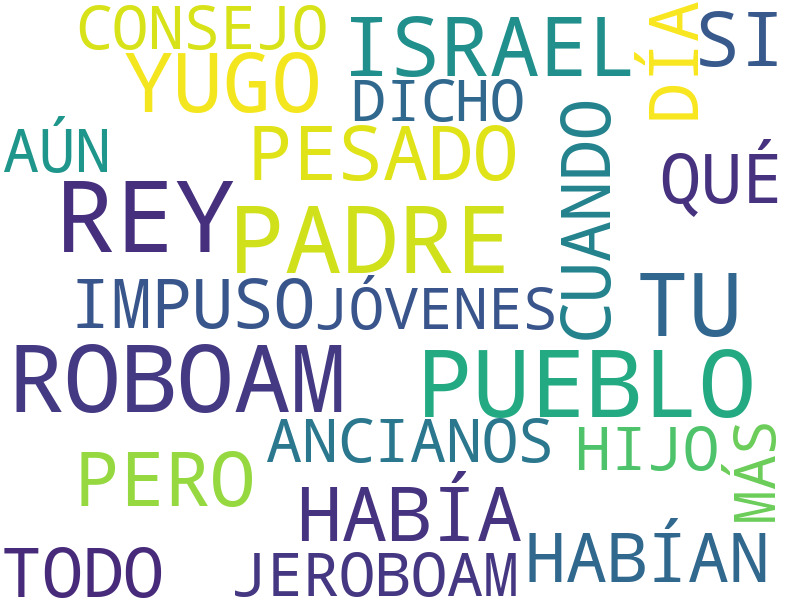 CONSEJO
ISRAEL
DÍA
SI
YUGO
DICHO
AÚN
PESADO
CUANDO
QUÉ
REY
PADRE
IMPUSO
JÓVENES
TU
ROBOAM
PUEBLO
ANCIANOS
HIJO
MÁS
PERO
HABÍA
HABÍAN
TODO
JEROBOAM